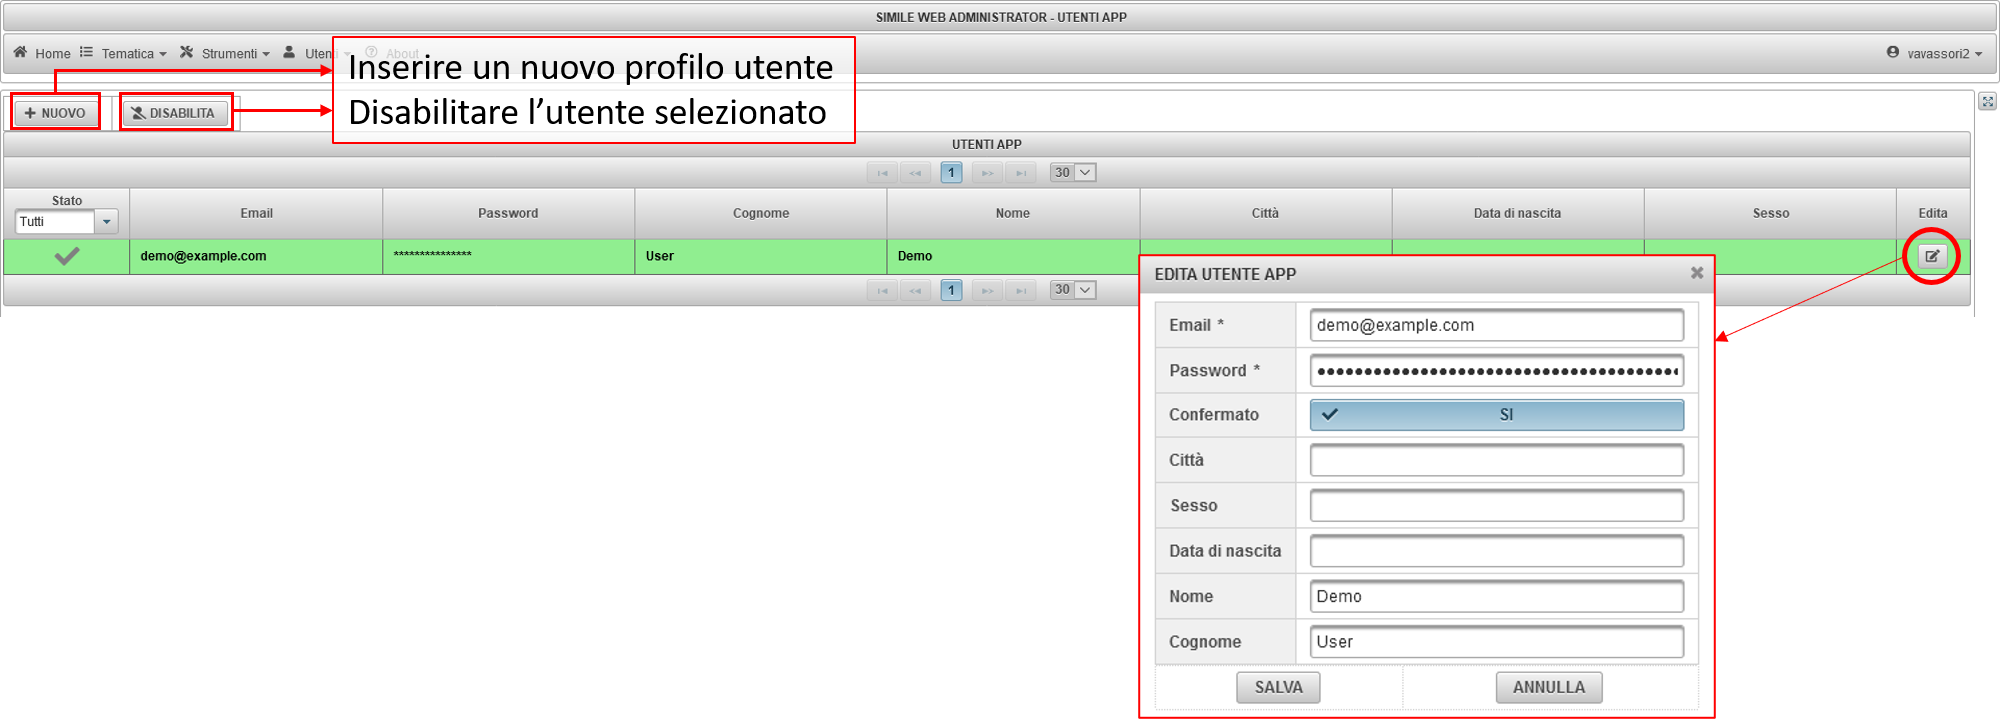 SIMILE WEB ADMINISTRATOR - UTENTI APP
Home Tematica Strumenti Utenti About vavassori2
Inserire un nuovo profilo utente
Disabilitare l’utente selezionato
NUOVO DISABILITA
UTENTI APP
1 30
Stato Email Password Cognome Nome Città Data di nascita Sesso Edita
Tutti
demo@example.com *************** User Demo
1 30
EDITA UTENTE APP
Email * demo@example.com
Password * ●●●●●●●●●●●●●●●●●●●●●●●●●●●●●●●●●●●●●●●
Confermato SI
Città
Sesso
Data di nascita
Nome Demo
Cognome User
SALVA ANNULLA